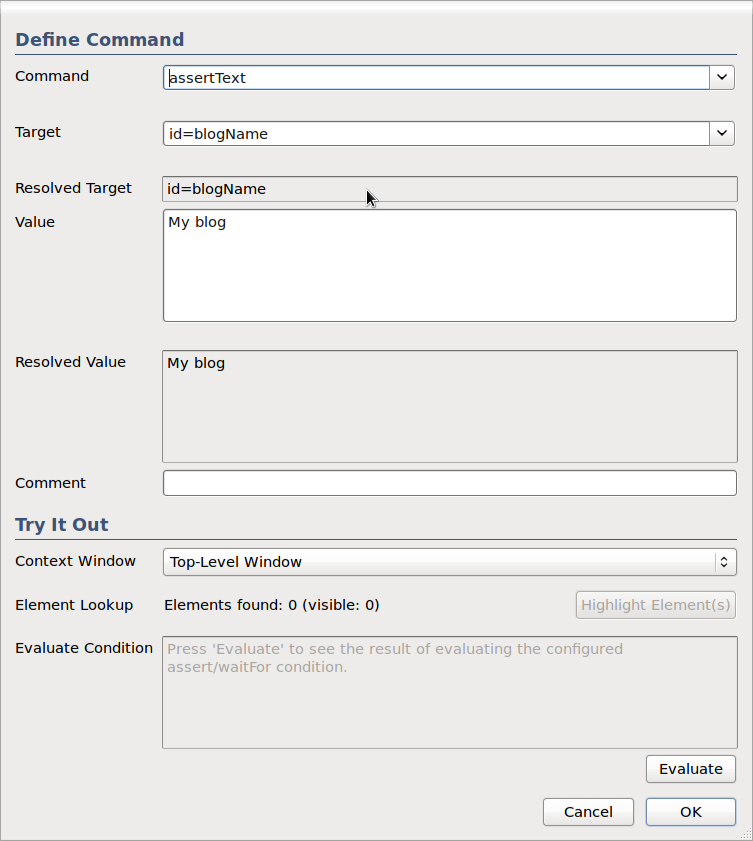 Define Command
Command assertText
Target id=blogName
Resolved Target id=blogName
Value My blog
Resolved Value My blog
Comment
Try It Out
Context Window Top-Level Window
Element Lookup Elements found: 0 (visible: 0) Highlight Element(s)
Evaluate Condition Press 'Evaluate' to see the result of evaluating the configured
assert/waitFor condition.
Evaluate
Cancel OK